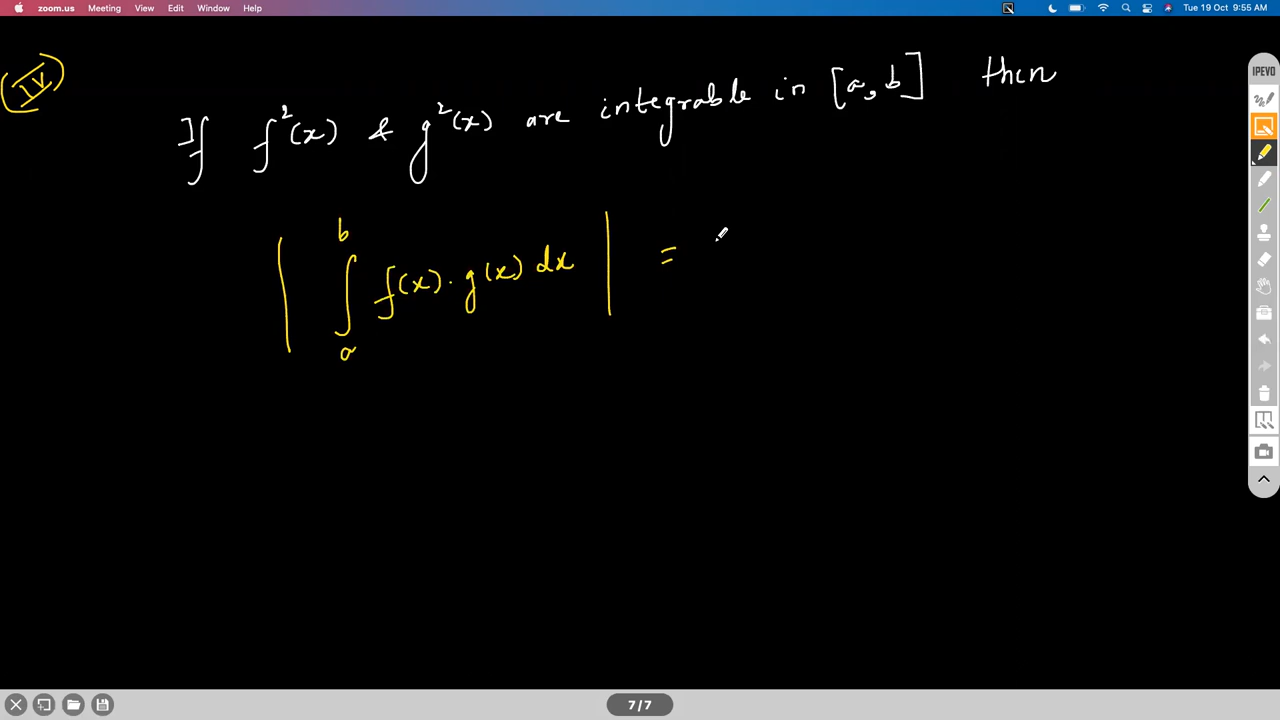 zoom.us Meeting View Edit Window Help Tue 19 Oct 9:55 AM
(IV)
If f²(x) & g²(x) are integrable in [a, b] then
| ∫_a^b f(x) · g(x) dx | =
IPEVO
7/7